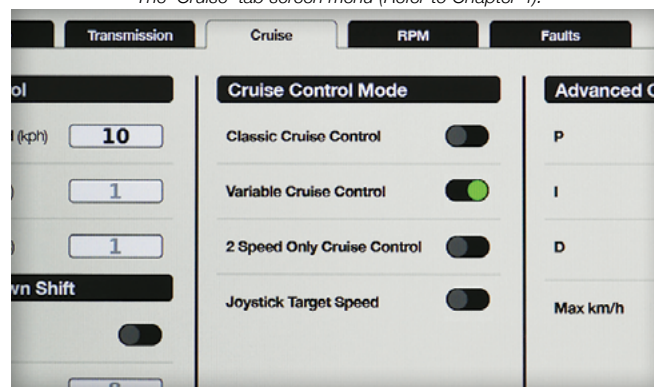 The 'Cruise' tab screen menu (Refer to Chapter 4).
Transmission
Cruise
RPM
Faults
ol
(kph)
10
1
1
wn Shift
Cruise Control Mode
Classic Cruise Control
Variable Cruise Control
2 Speed Only Cruise Control
Joystick Target Speed
Advanced
P
I
D
Max km/h